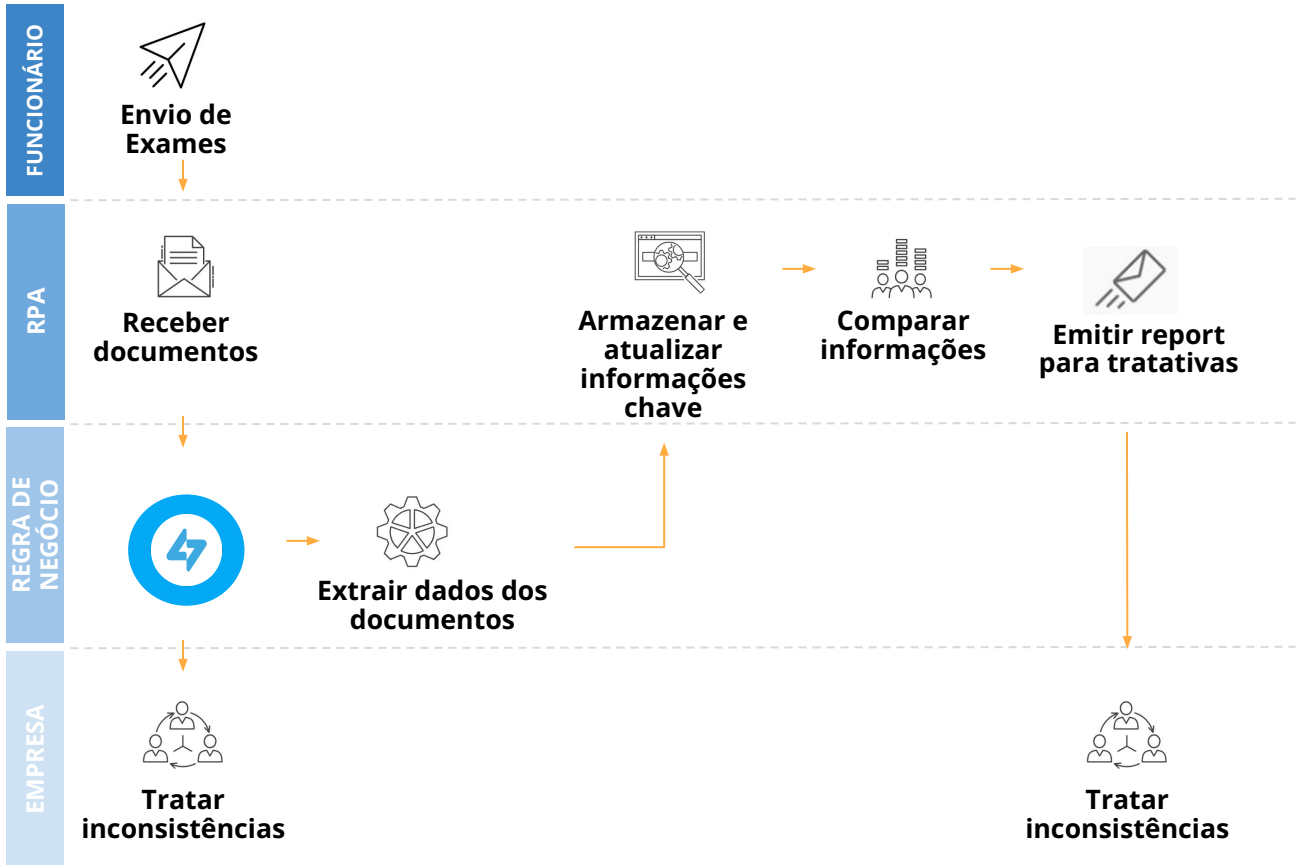 FUNCIONÁRIO
Envio de
Exames
RPA
Receber
documentos
Armazenar e
atualizar
informações
chave
Comparar
informações
Emitir report
para tratativas
REGRA DE
NEGÓCIO
Extrair dados dos
documentos
EMPRESA
Tratar
inconsistências
Tratar
inconsistências